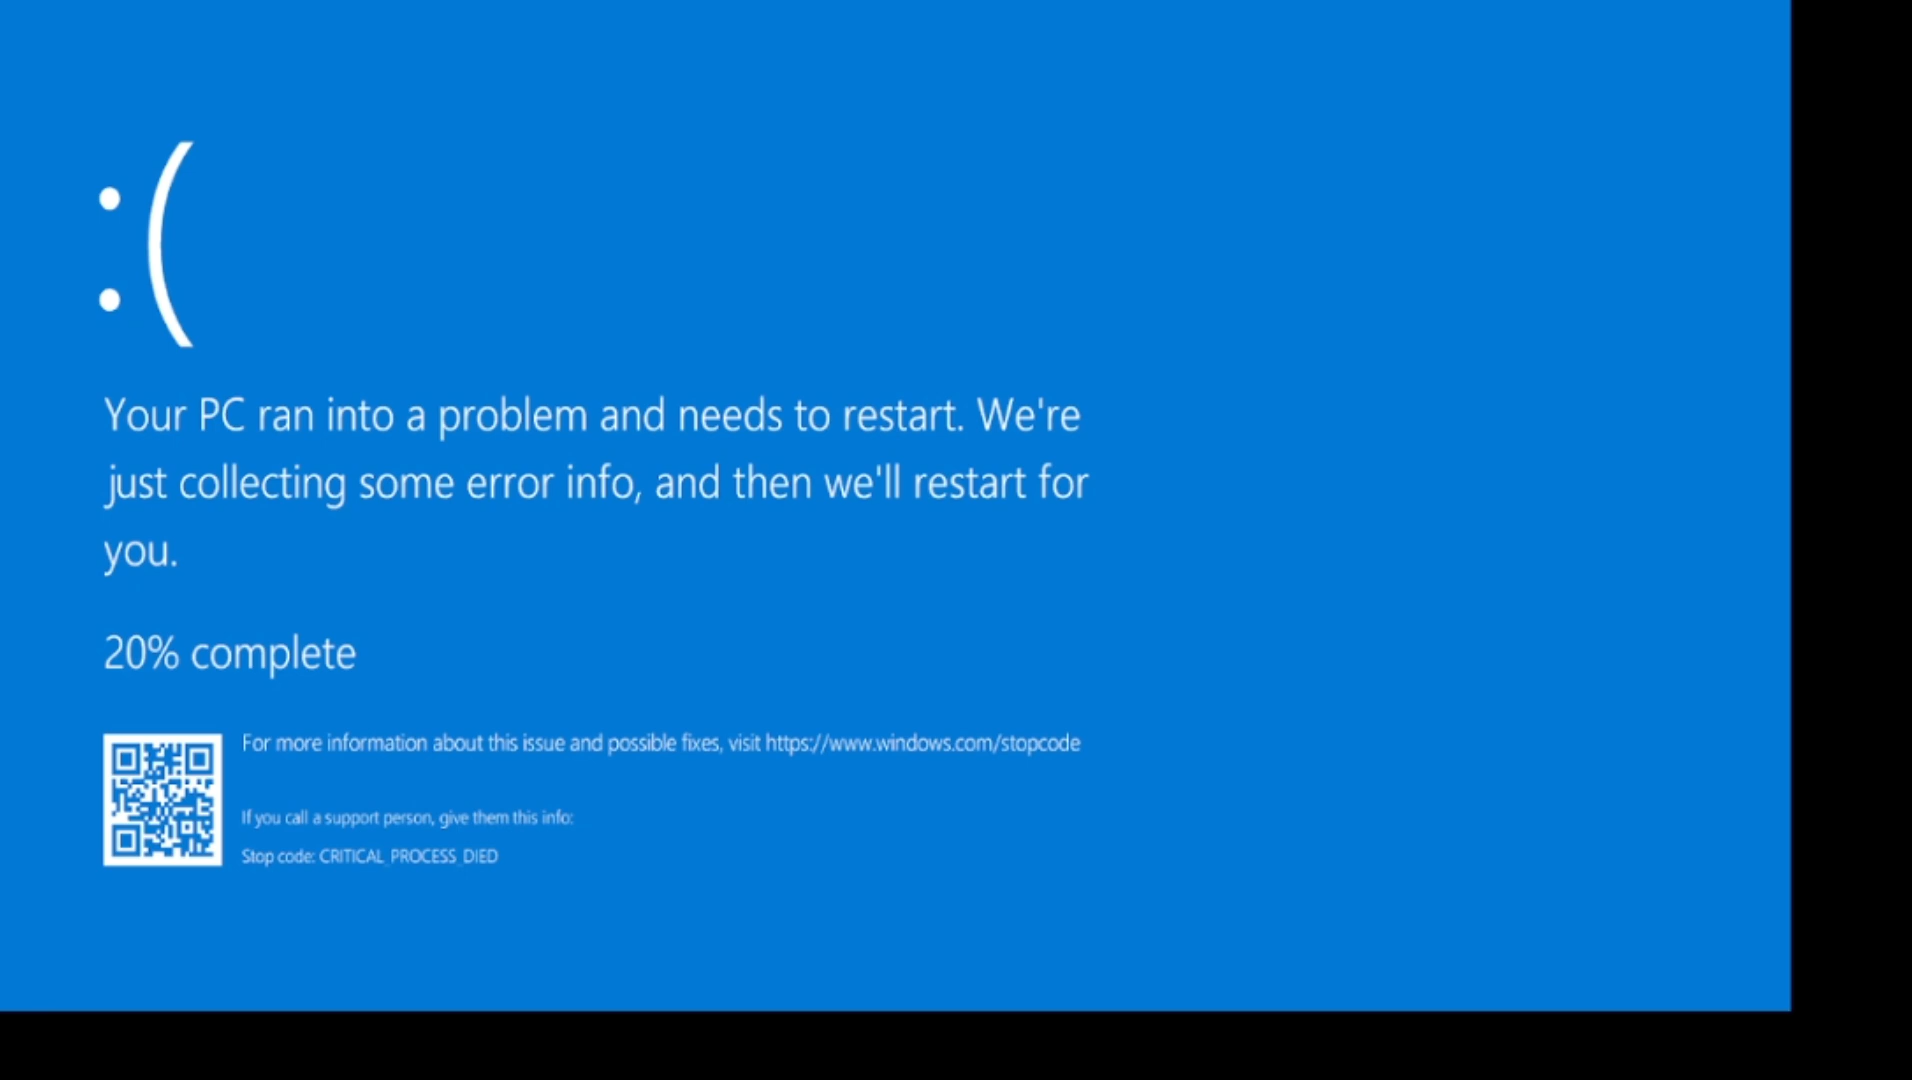 :(
Your PC ran into a problem and needs to restart. We're
just collecting some error info, and then we'll restart for
you.
20% complete
For more information about this issue and possible fixes, visit https://www.windows.com/stopcode
If you call a support person, give them this info:
Stop code: CRITICAL_PROCESS_DIED